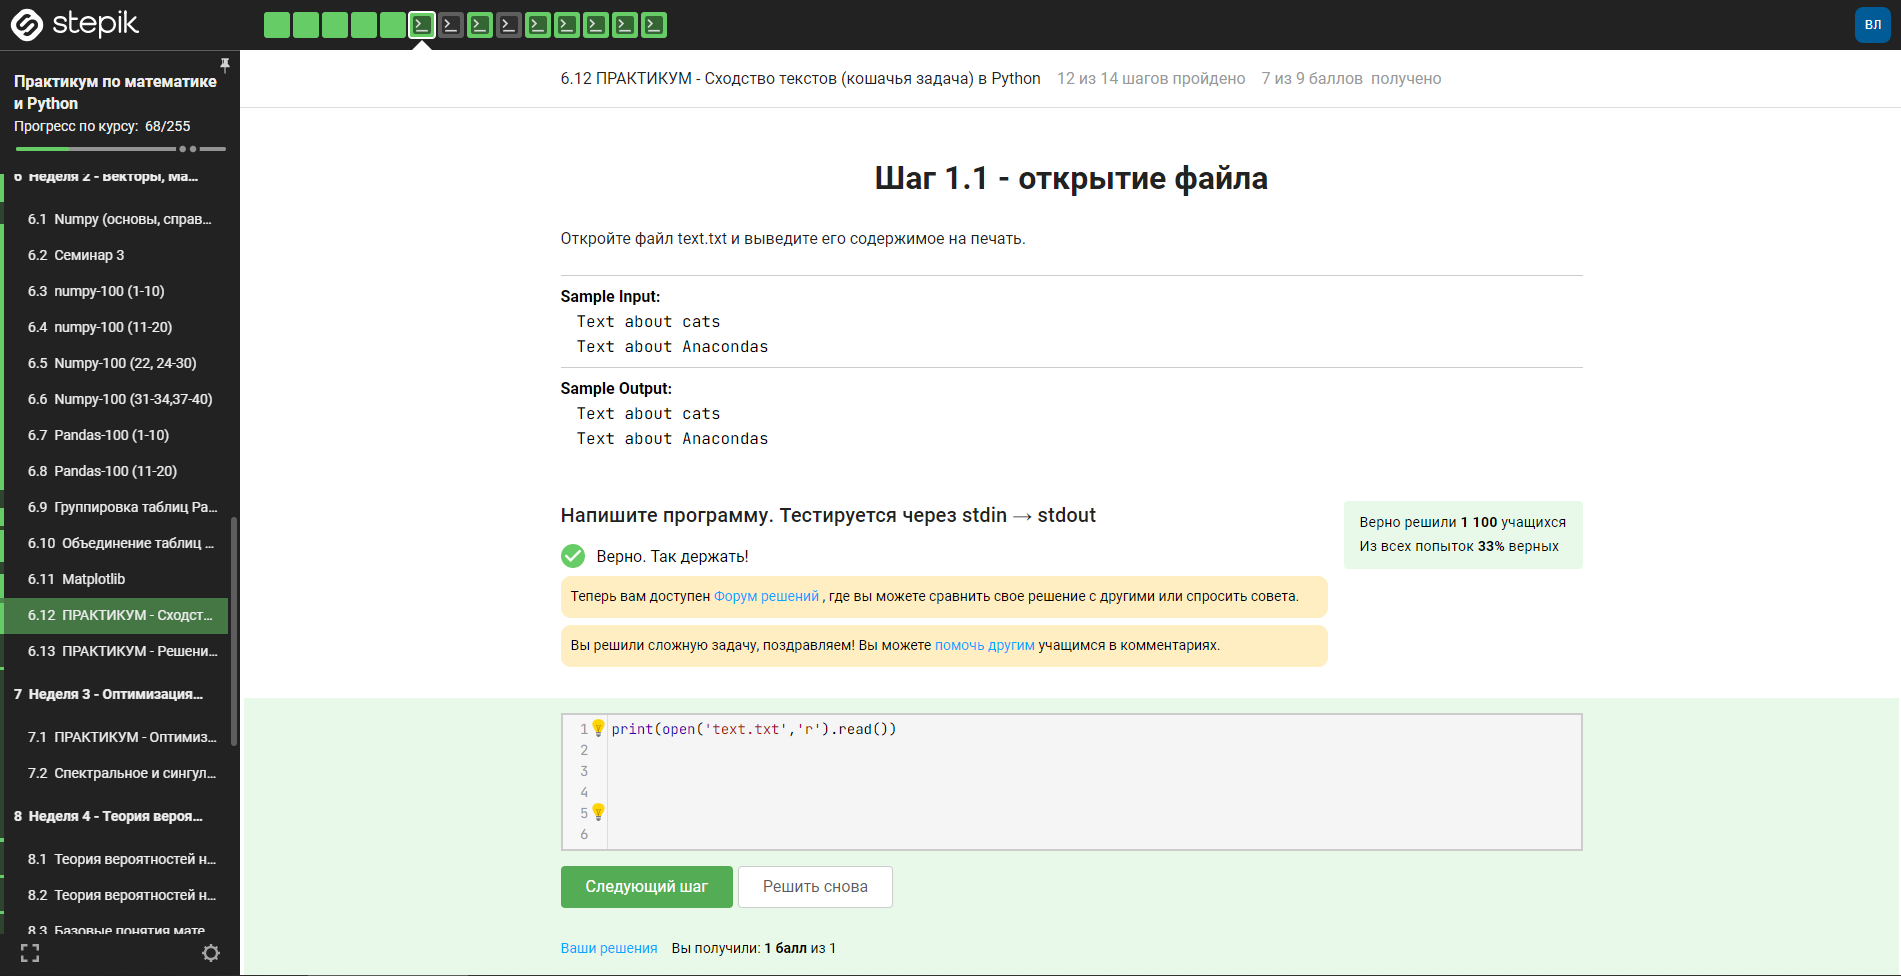 stepik
ВЛ
Практикум по математике
и Python
Прогресс по курсу: 68/255
6 Неделя 2 - Векторы, Ма...
6.1 Numpy (основы, справ...
6.2 Семинар 3
6.3 numpy-100 (1-10)
6.4 numpy-100 (11-20)
6.5 Numpy-100 (22, 24-30)
6.6 Numpy-100 (31-34,37-40)
6.7 Pandas-100 (1-10)
6.8 Pandas-100 (11-20)
6.9 Группировка таблиц Pa...
6.10 Объединение таблиц ...
6.11 Matplotlib
6.12 ПРАКТИКУМ - Сходст...
6.13 ПРАКТИКУМ - Решени...
7 Неделя 3 - Оптимизация...
7.1 ПРАКТИКУМ - Оптимиз...
7.2 Спектральное и сингул...
8 Неделя 4 - Теория вероя...
8.1 Теория вероятностей н...
8.2 Теория вероятностей н...
8.3 Базовые понятия мате
6.12 ПРАКТИКУМ - Сходство текстов (кошачья задача) в Python 12 из 14 шагов пройдено 7 из 9 баллов получено
Шаг 1.1 - открытие файла
Откройте файл text.txt и выведите его содержимое на печать.
Sample Input:
Text about cats
Text about Anacondas
Sample Output:
Text about cats
Text about Anacondas
Напишите программу. Тестируется через stdin → stdout
Верно решили 1 100 учащихся
Из всех попыток 33% верных
Верно. Так держать!
Теперь вам доступен Форум решений , где вы можете сравнить свое решение с другими или спросить совета.
Вы решили сложную задачу, поздравляем! Вы можете помочь другим учащимся в комментариях.
1 print(open('text.txt','r').read())
2
3
4
5
6
Следующий шаг Решить снова
Ваши решения Вы получили: 1 балл из 1